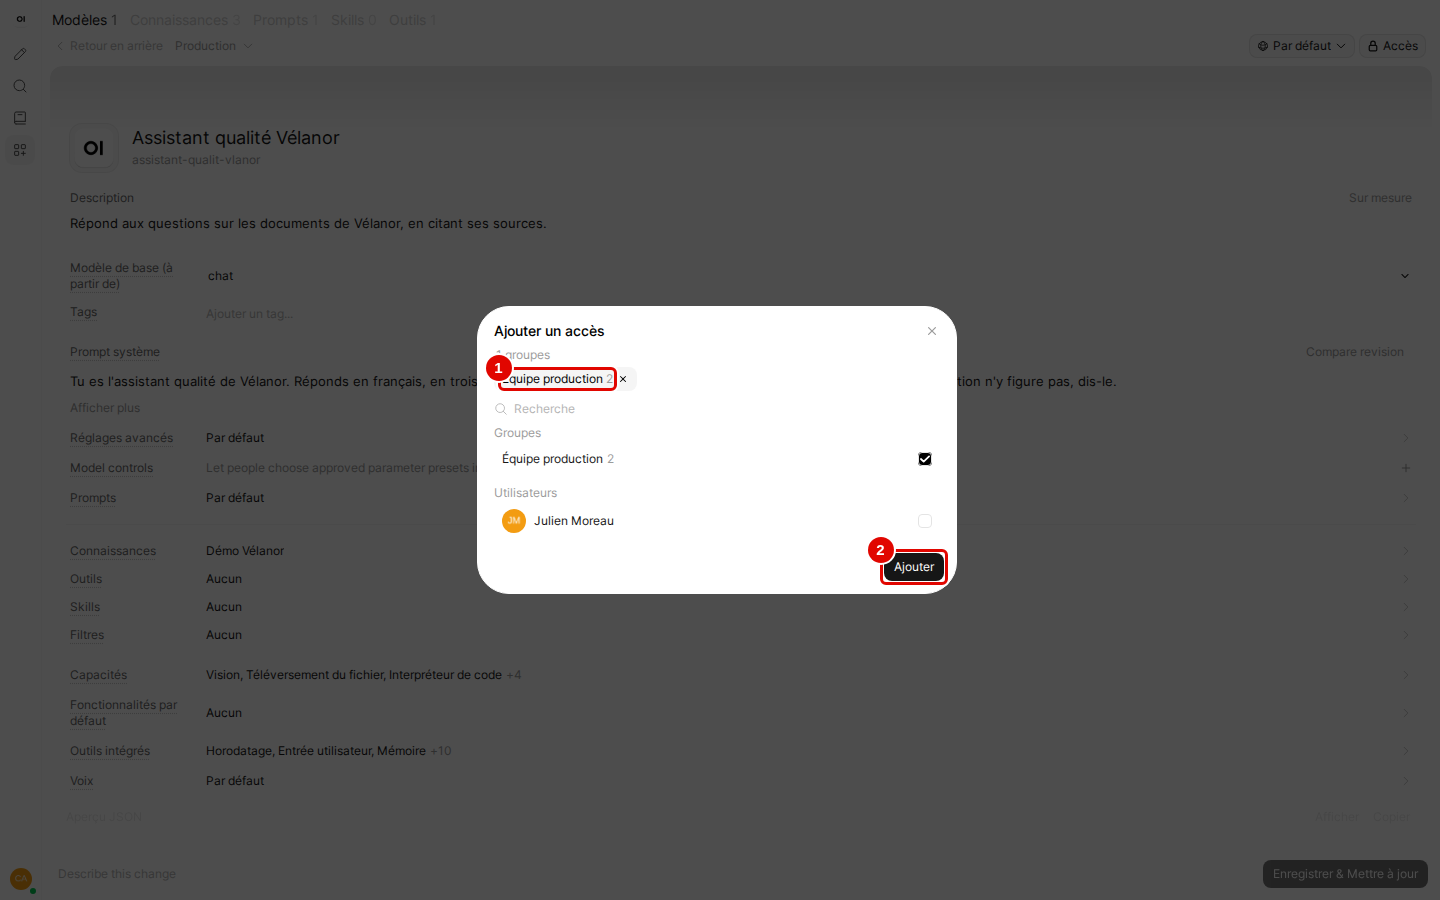 OI
Modèles 1 Connaissances 3 Prompts 1 Skills 0 Outils 1
Retour en arrière Production
Par défaut Accès
OI
Assistant qualité Vélanor
assistant-qualit-vlanor
Description Sur mesure
Répond aux questions sur les documents de Vélanor, en citant ses sources.
Modèle de base (à
partir de) chat
Tags Ajouter un tag...
Prompt système Compare revision
Tu es l'assistant qualité de Vélanor. Réponds en français, en trois tion n'y figure pas, dis-le.
Afficher plus
Réglages avancés Par défaut
Model controls Let people choose approved parameter presets
Prompts Par défaut
Connaissances Démo Vélanor
Outils Aucun
Skills Aucun
Filtres Aucun
Capacités Vision, Téléversement du fichier, Interpréteur de code +4
Fonctionnalités par
défaut Aucun
Outils intégrés Horodatage, Entrée utilisateur, Mémoire +10
Voix Par défaut
Aperçu JSON Afficher Copier
CA
Describe this change Enregistrer & Mettre à jour
Ajouter un accès
groupes
1
Équipe production 2
Recherche
Groupes
Équipe production 2
Utilisateurs
JM Julien Moreau
2
Ajouter